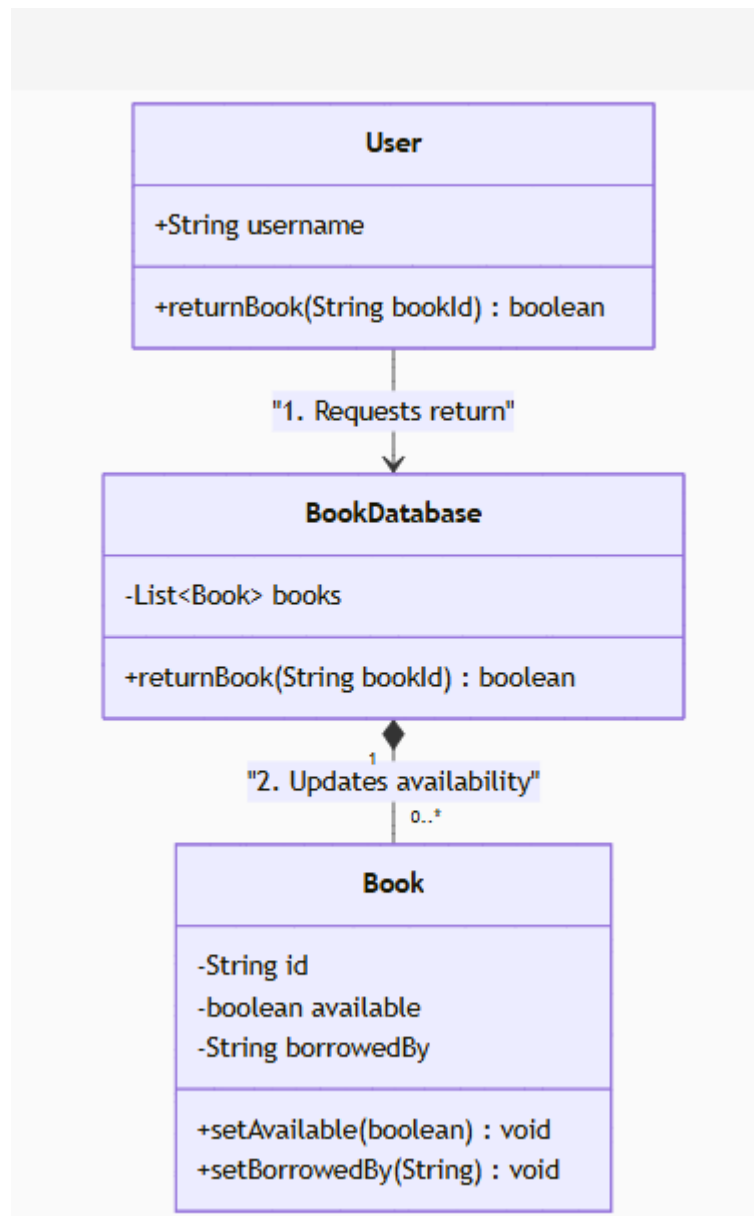 User
+String username
+returnBook(String bookId) : boolean
"1. Requests return"
BookDatabase
-List<Book> books
+returnBook(String bookId) : boolean
1
"2. Updates availability"
0..*
Book
-String id
-boolean available
-String borrowedBy
+setAvailable(boolean) : void
+setBorrowedBy(String) : void